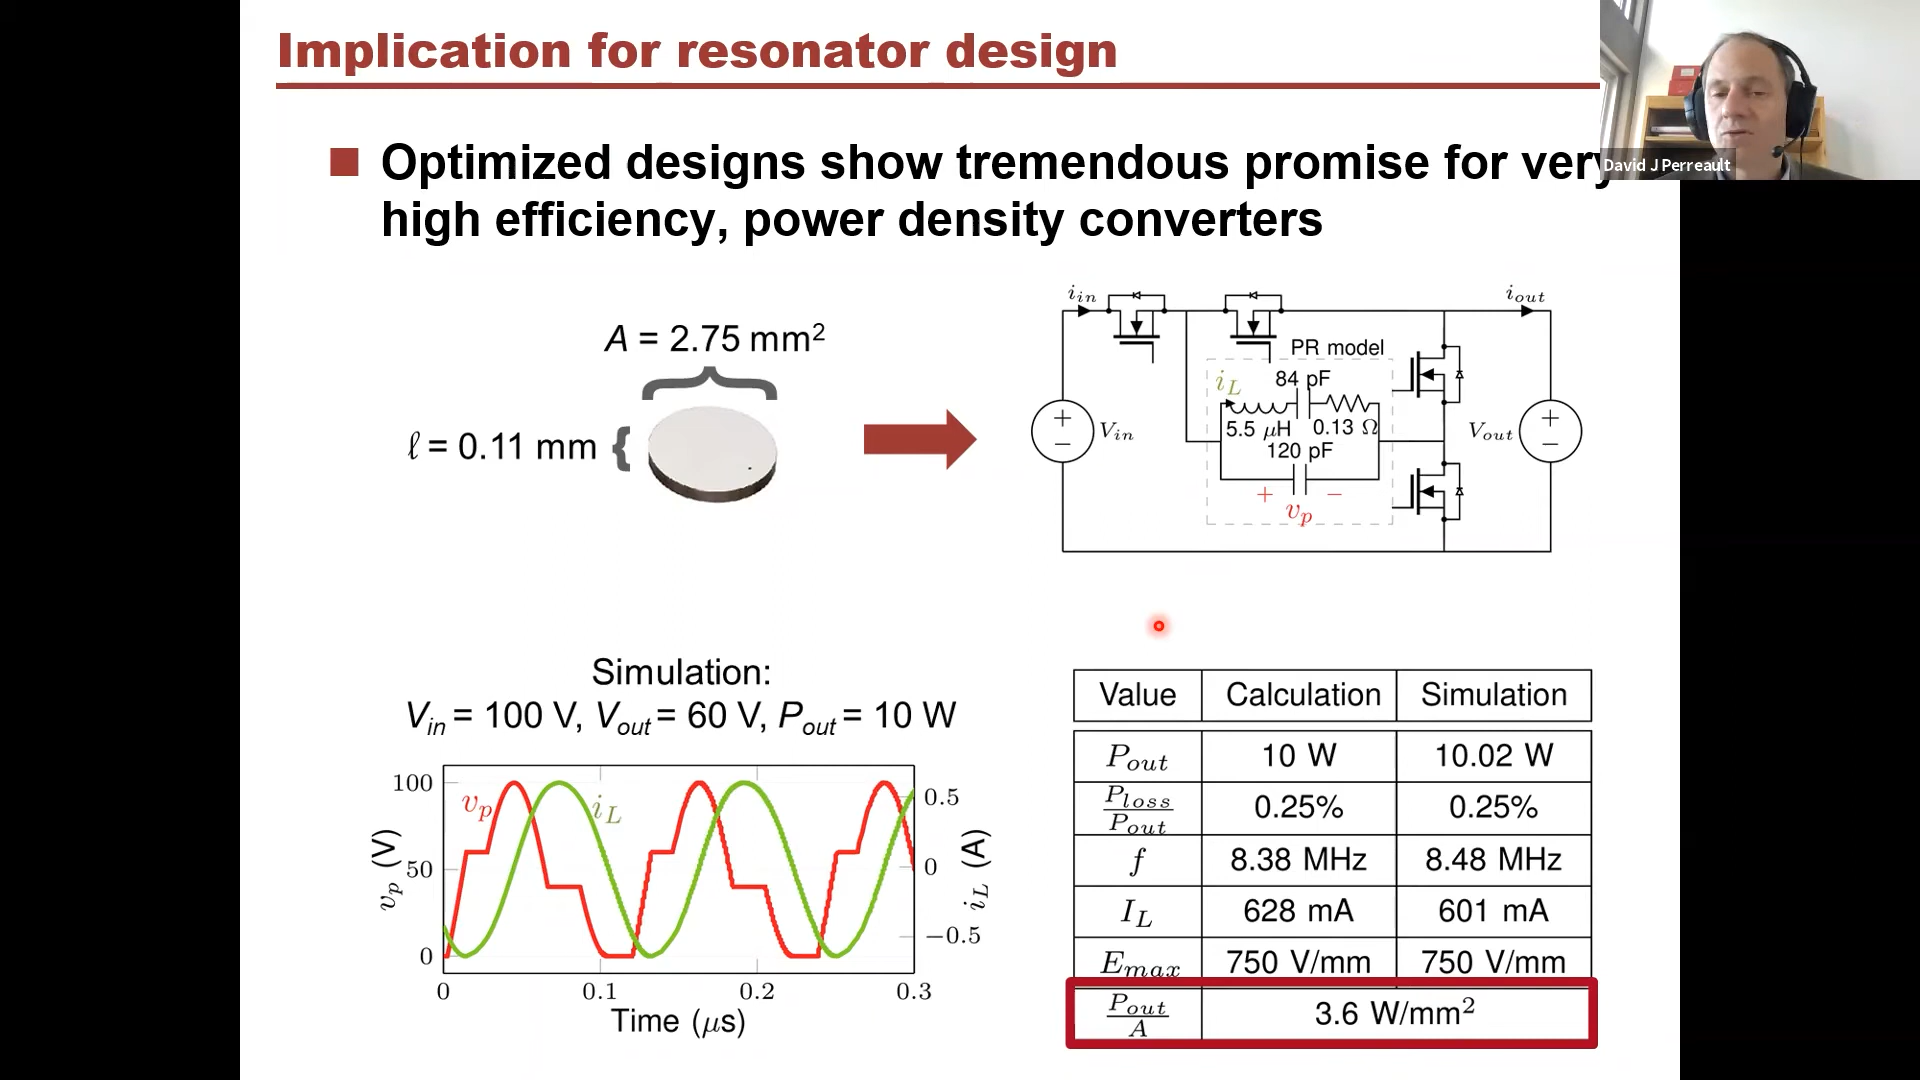 Implication for resonator design
David J Perreault
■ Optimized designs show tremendous promise for very
high efficiency, power density converters
A = 2.75 mm²
ℓ = 0.11 mm
i_in
i_out
PR model
i_L
84 pF
5.5 μH
0.13 Ω
120 pF
+ −
v_p
+
−
V_in
V_out
+
−
Simulation:
V_in = 100 V, V_out = 60 V, P_out = 10 W
100
50
0
v_p (V)
v_p
i_L
0.5
0
−0.5
i_L (A)
0 0.1 0.2 0.3
Time (μs)
Value Calculation Simulation
P_out 10 W 10.02 W
P_loss/P_out 0.25% 0.25%
f 8.38 MHz 8.48 MHz
I_L 628 mA 601 mA
E_max 750 V/mm 750 V/mm
P_out/A 3.6 W/mm²